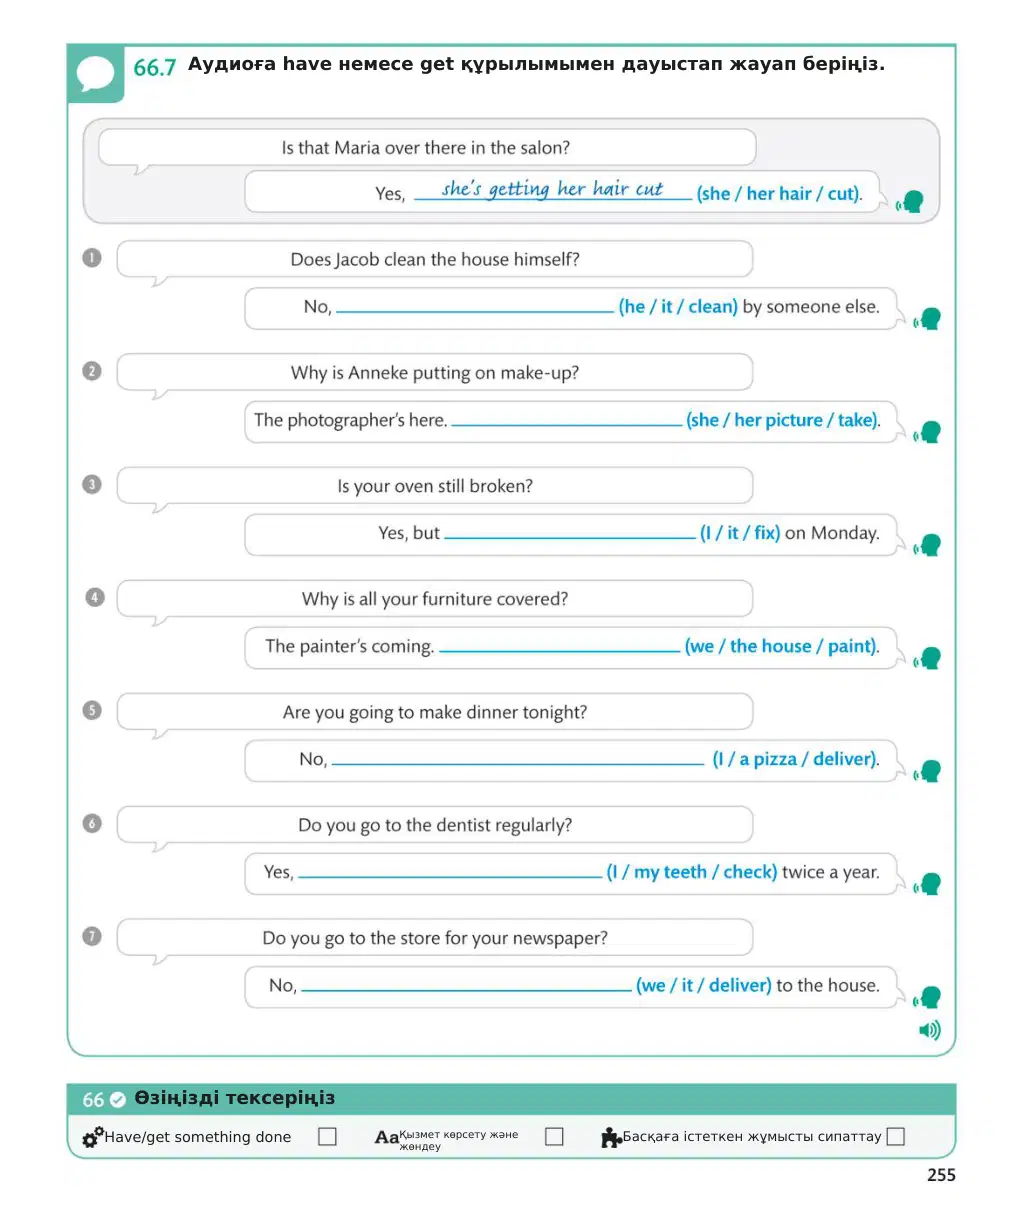 66.7 Аудиоға have немесе get құрылымымен дауыстап жауап беріңіз.
Is that Maria over there in the salon?
Yes, she's getting her hair cut (she / her hair / cut).
1 Does Jacob clean the house himself?
No, (he / it / clean) by someone else.
2 Why is Anneke putting on make-up?
The photographer's here. (she / her picture / take).
3 Is your oven still broken?
Yes, but (I / it / fix) on Monday.
4 Why is all your furniture covered?
The painter's coming. (we / the house / paint).
5 Are you going to make dinner tonight?
No, (I / a pizza / deliver).
6 Do you go to the dentist regularly?
Yes, (I / my teeth / check) twice a year.
7 Do you go to the store for your newspaper?
No, (we / it / deliver) to the house.
66 Өзіңізді тексеріңіз
Have/get something done
Aa Қызмет көрсету және
жөндеу
Басқаға істеткен жұмысты сипаттау
255